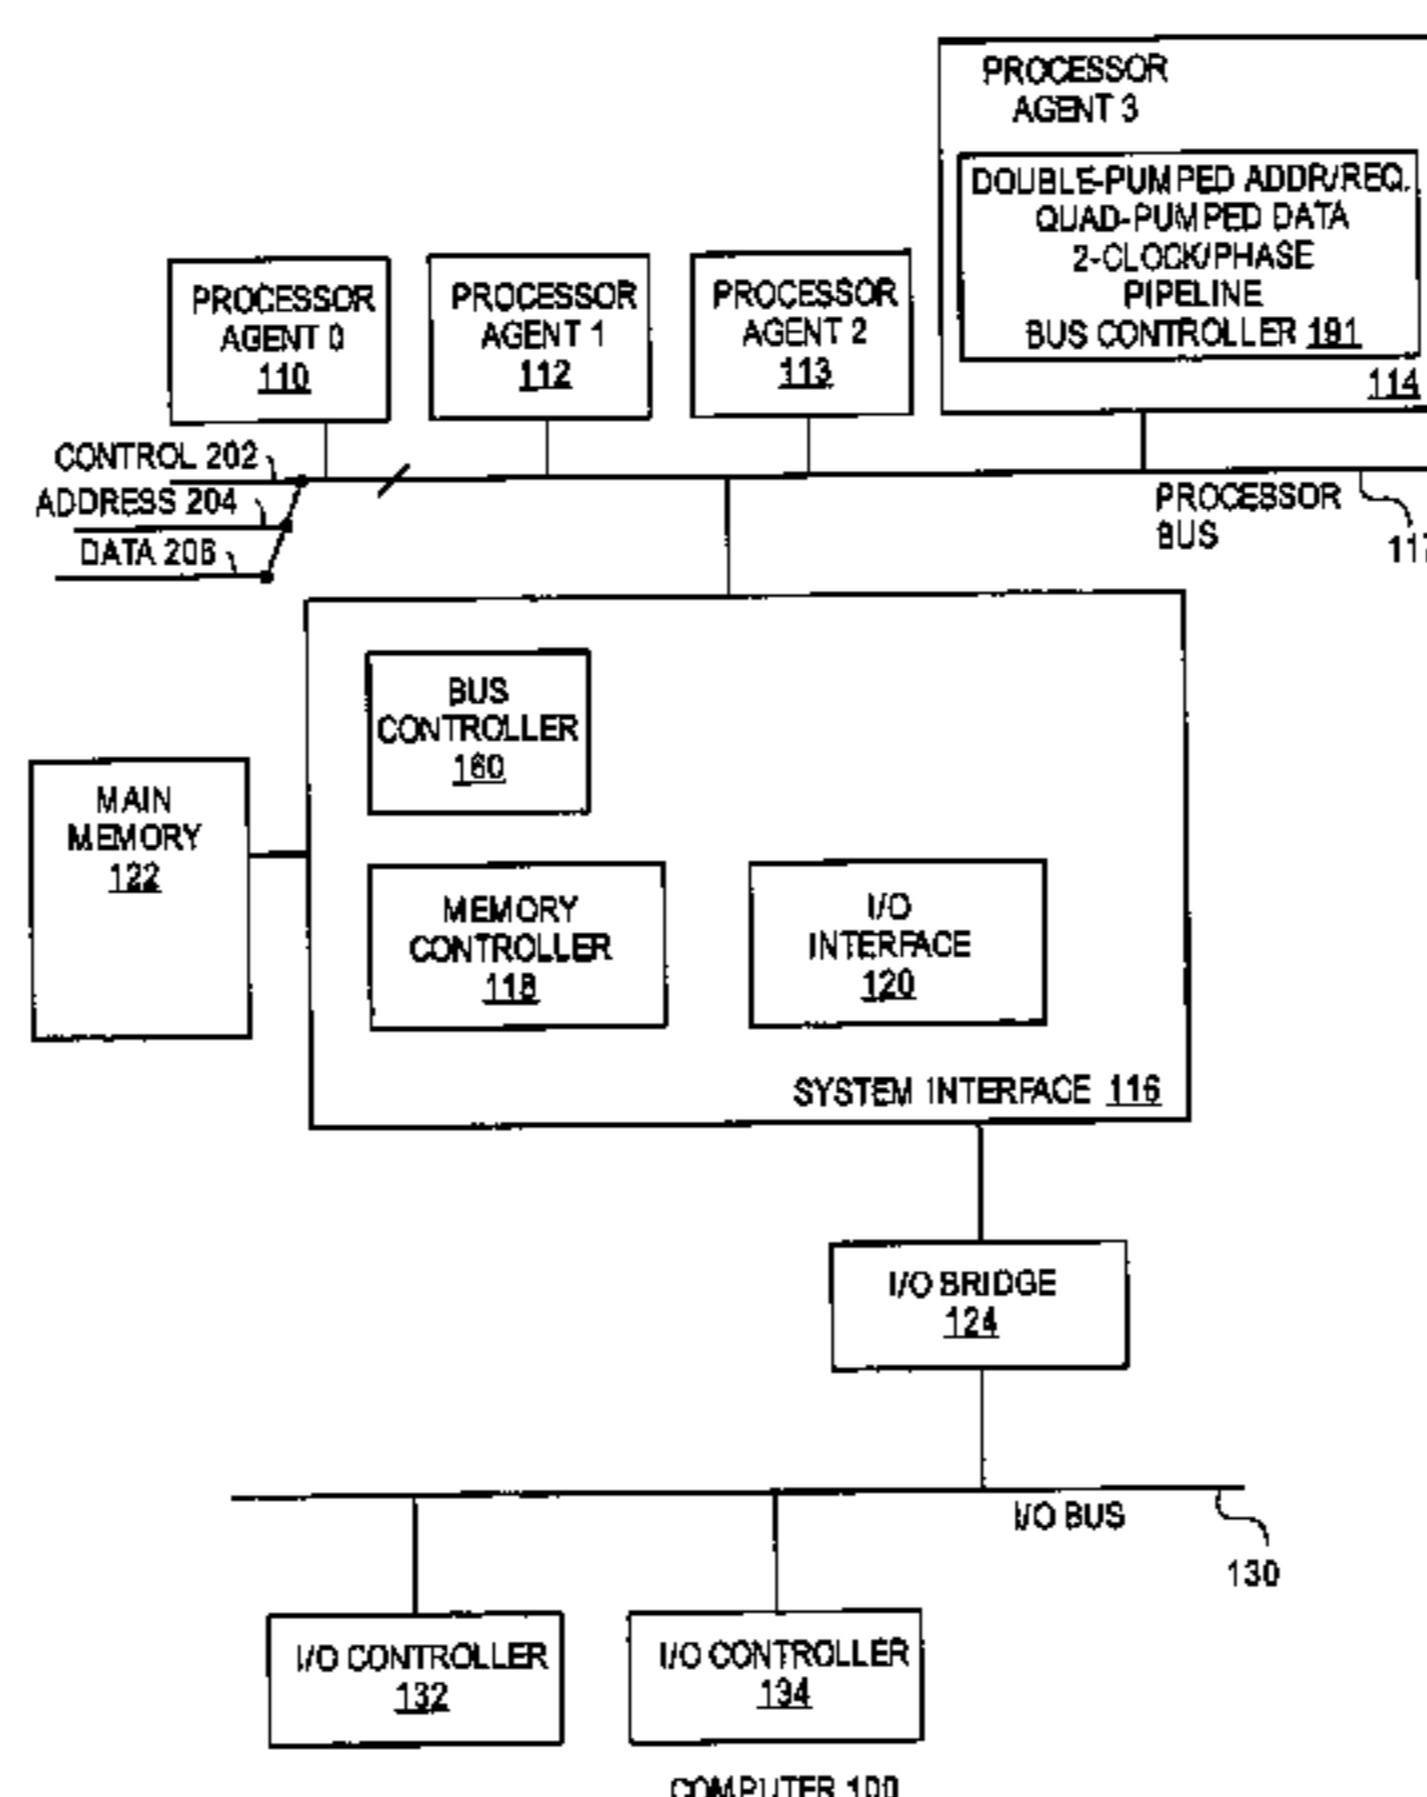 PROCESSOR
AGENT 3
DOUBLE-PUMPED ADDR/REQ.
QUAD-PUMPED DATA
2-CLOCK/PHASE
PIPELINE
BUS CONTROLLER 191
114
PROCESSOR
AGENT 0
110
PROCESSOR
AGENT 1
112
PROCESSOR
AGENT 2
113
CONTROL 202
ADDRESS 204
DATA 206
PROCESSOR
BUS
117
BUS
CONTROLLER
160
MAIN
MEMORY
122
MEMORY
CONTROLLER
118
I/O
INTERFACE
120
SYSTEM INTERFACE 116
I/O BRIDGE
124
I/O BUS
130
I/O CONTROLLER
132
I/O CONTROLLER
134
COMPUTER 100